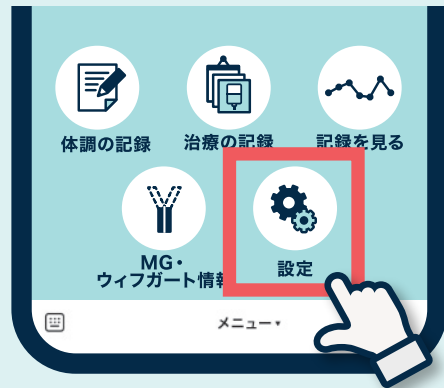 体調の記録
治療の記録
記録を見る
MG・
ウィフガート情報
設定
メニュー▾